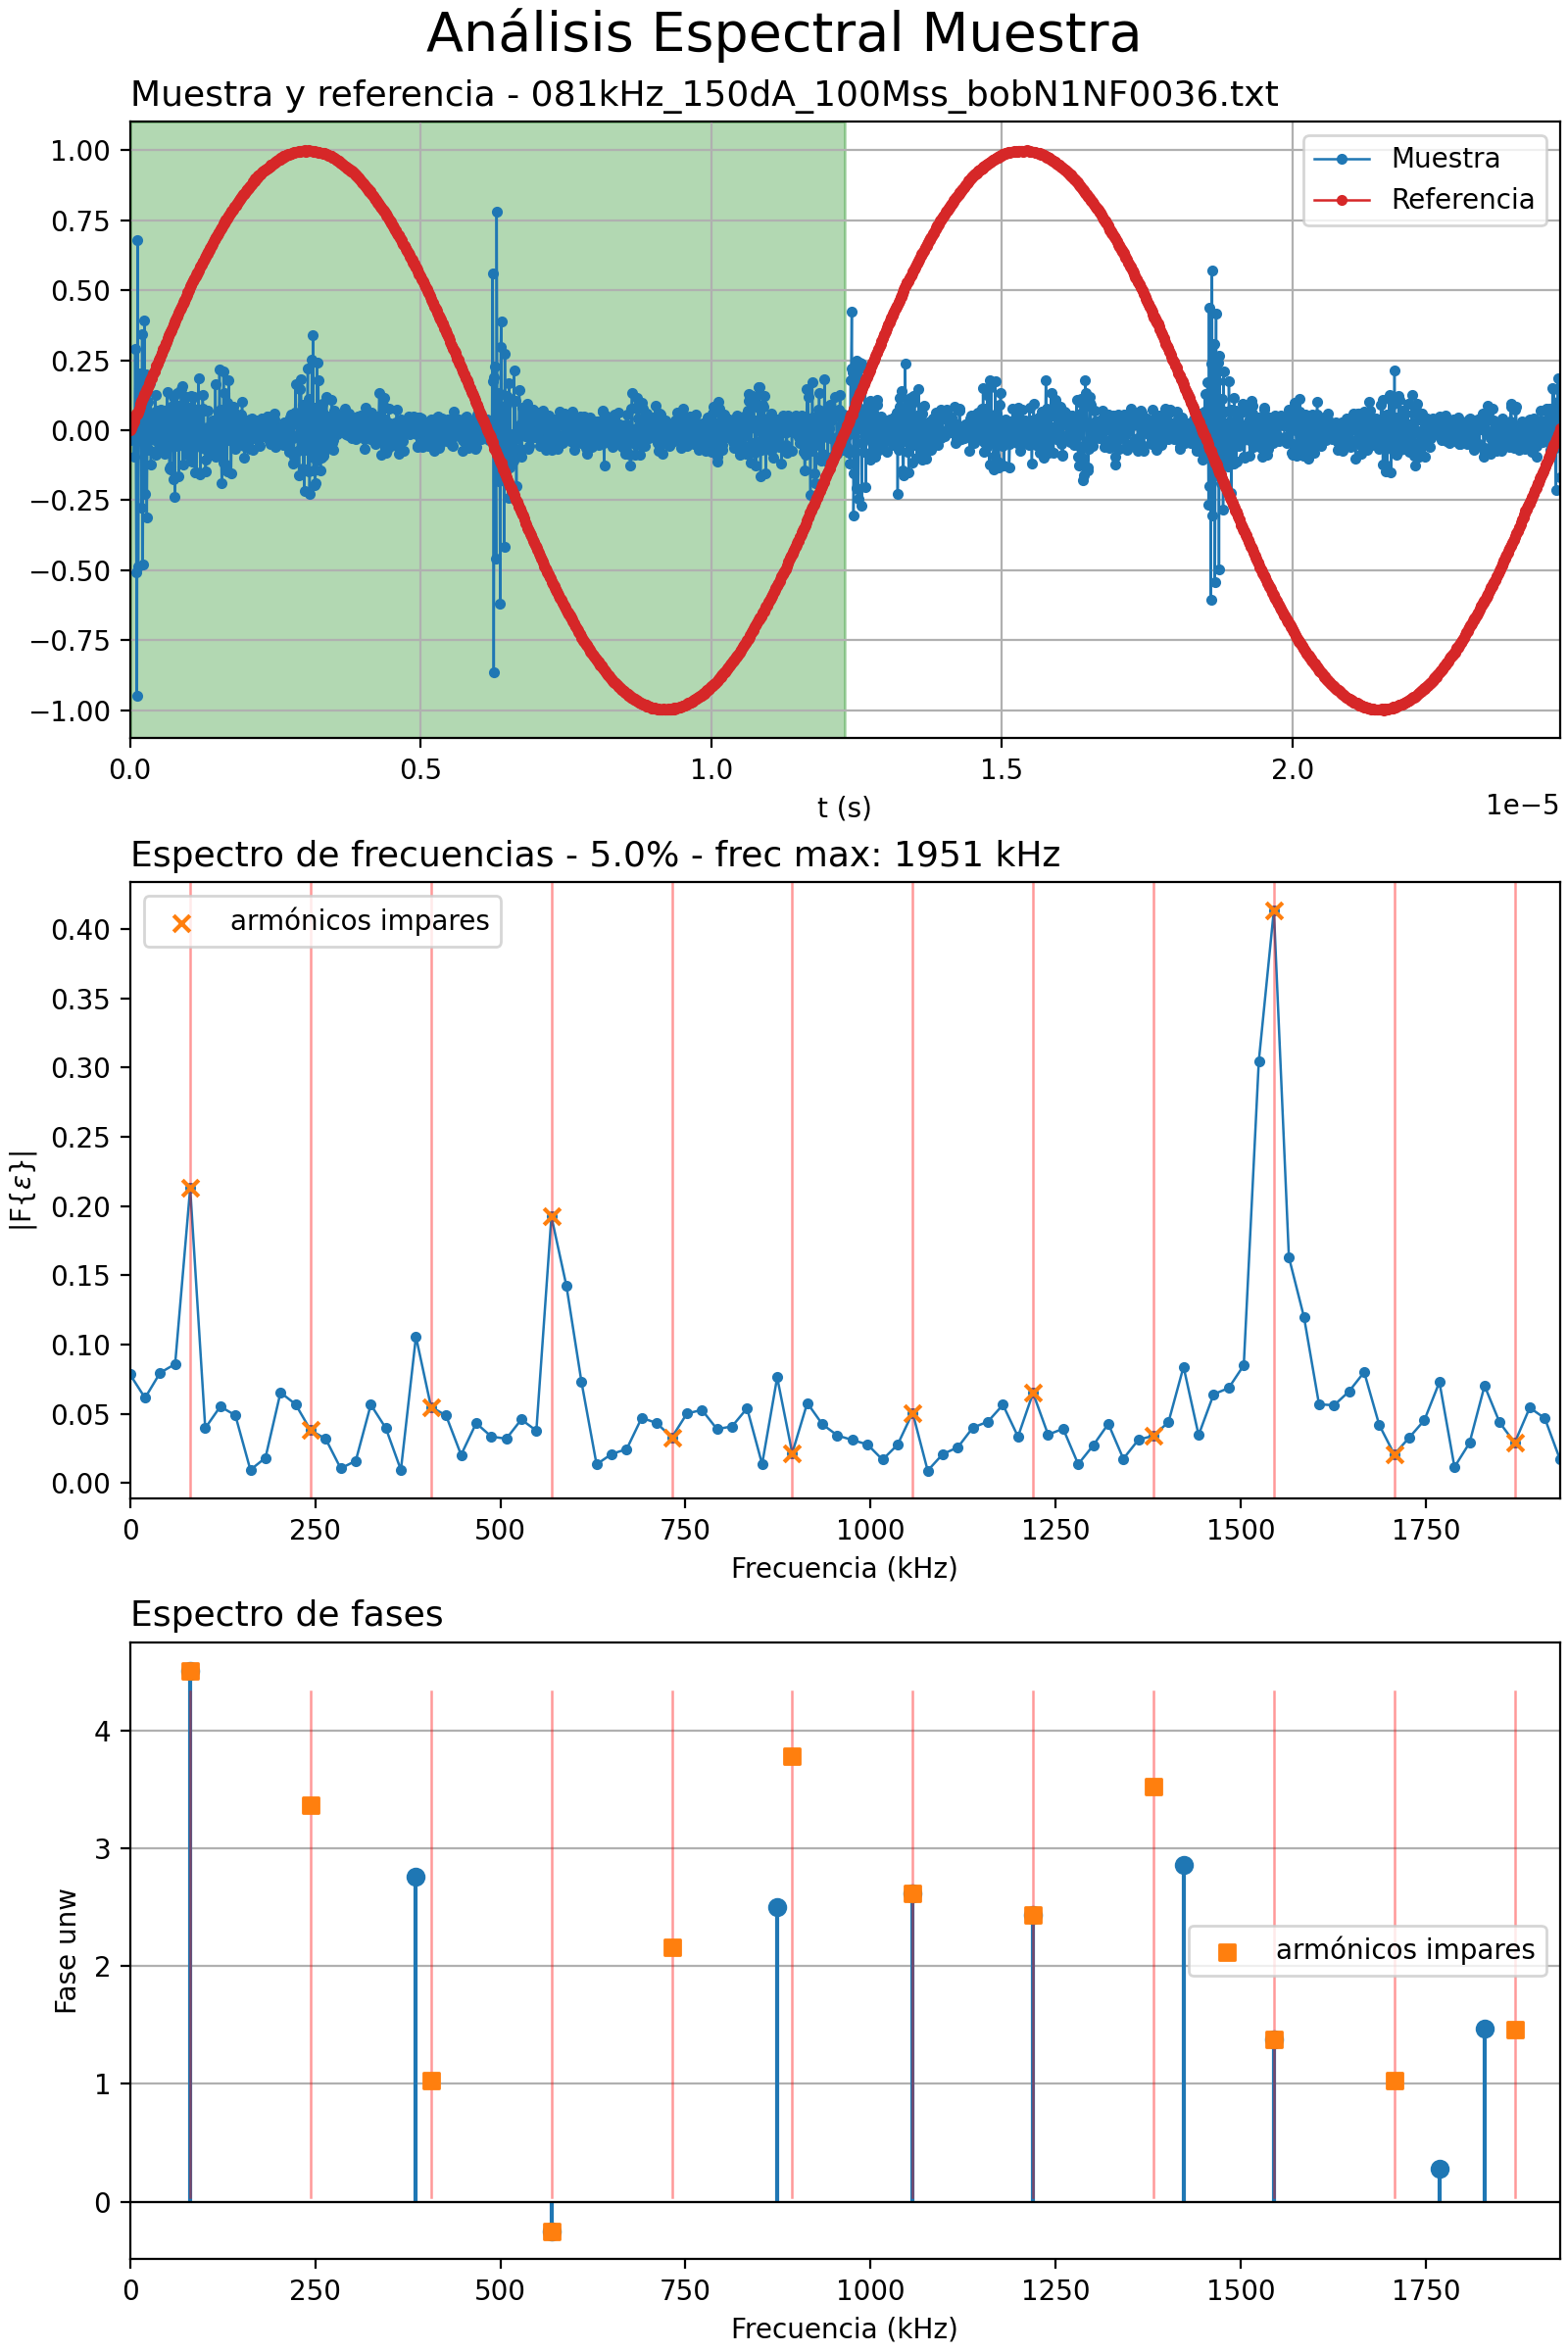 Análisis Espectral Muestra
Muestra y referencia - 081kHz_150dA_100Mss_bobN1NF0036.txt
1.00
0.75
0.50
0.25
0.00
−0.25
−0.50
−0.75
−1.00
Muestra
Referencia
0.0 0.5 1.0 1.5 2.0
t (s)
1e−5
Espectro de frecuencias - 5.0% - frec max: 1951 kHz
|F{ε}|
0.40
0.35
0.30
0.25
0.20
0.15
0.10
0.05
0.00
armónicos impares
0 250 500 750 1000 1250 1500 1750
Frecuencia (kHz)
Espectro de fases
Fase unw
4
3
2
1
0
armónicos impares
0 250 500 750 1000 1250 1500 1750
Frecuencia (kHz)